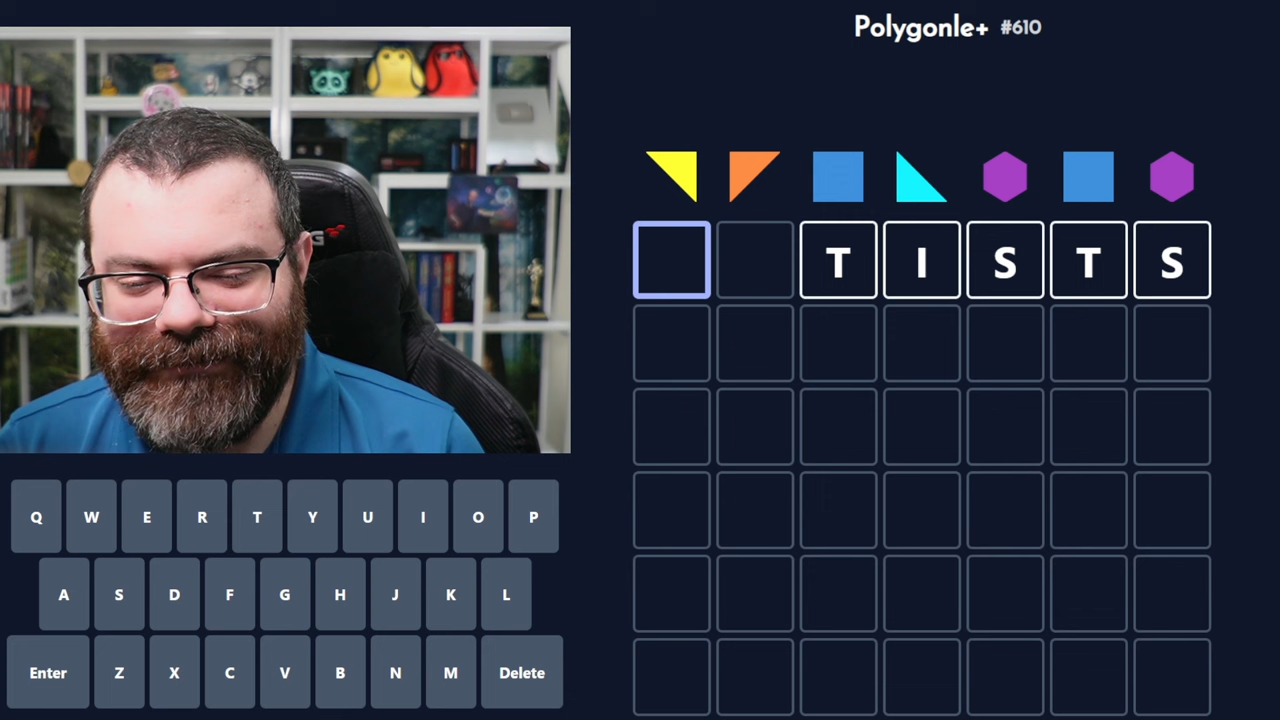 Polygonle+ #610
T I S T S
Q W E R T Y U I O P
A S D F G H J K L
Enter Z X C V B N M Delete